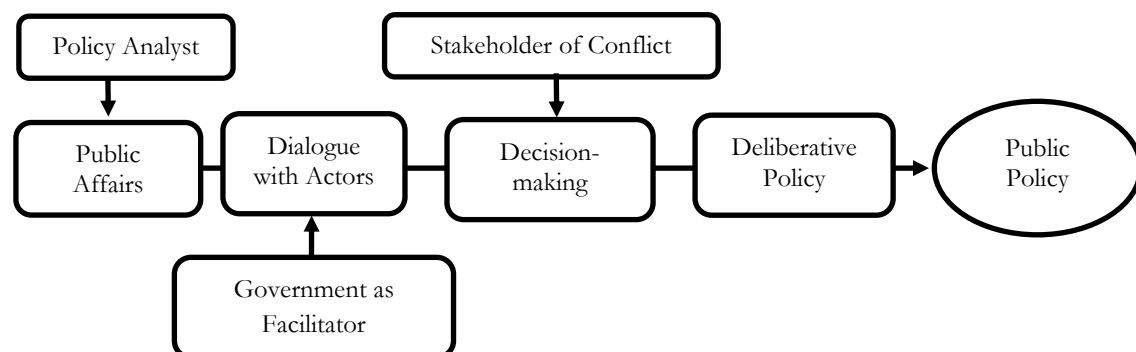 Policy Analyst
Stakeholder of Conflict
Public
Affairs
Dialogue
with Actors
Decision-
making
Deliberative
Policy
Public
Policy
Government as
Facilitator